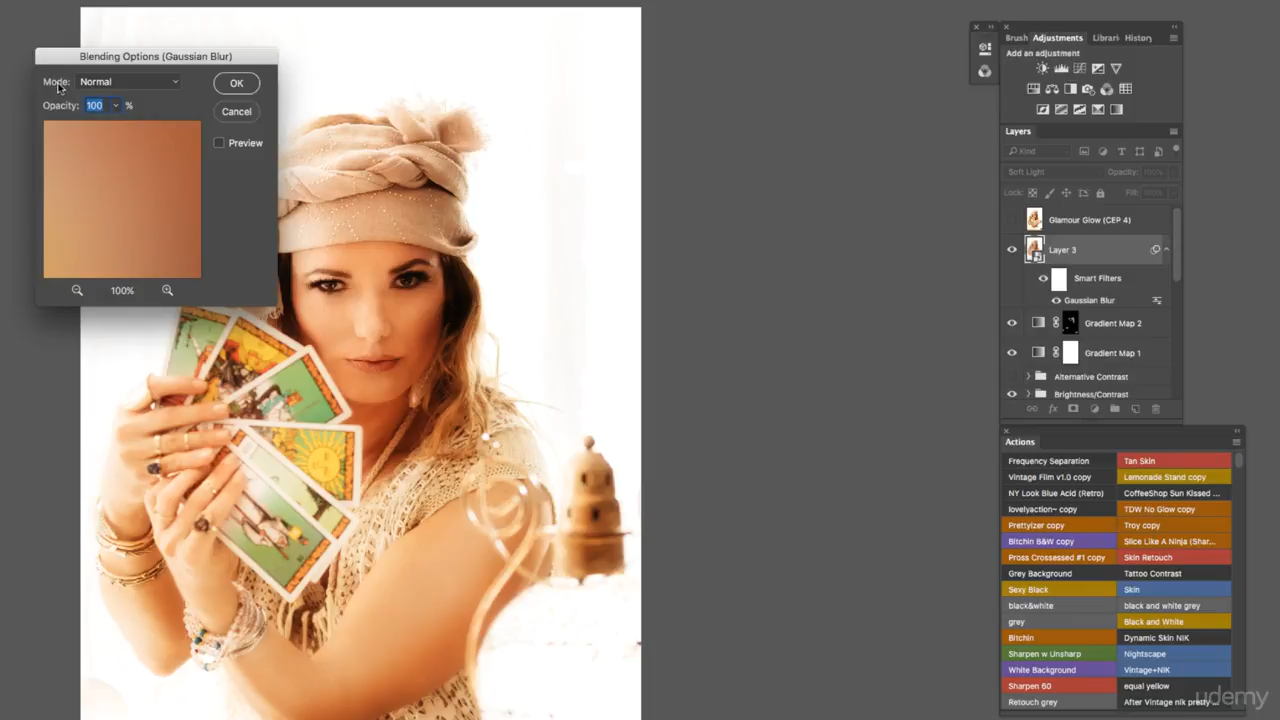 Blending Options (Gaussian Blur)
Mode: Normal
OK
Opacity: 100 %
Cancel
Preview
100%
Brush Adjustments Librari History
Add an adjustment
Layers
Kind
Soft Light Opacity: 100%
Lock: Fill: 100%
Glamour Glow (CEP 4)
Layer 3
Smart Filters
Gaussian Blur
Gradient Map 2
Gradient Map 1
Alternative Contrast
Brightness/Contrast
Actions
Frequency Separation Tan Skin
Vintage Film v1.0 copy Lemonade Stand copy
NY Look Blue Acid (Retro) CoffeeShop Sun Kissed ...
lovelyaction~ copy TDW No Glow copy
Prettyizer copy Troy copy
Bitchin B&W copy Slice Like A Ninja (Shar...
Pross Crossessed #1 copy Skin Retouch
Grey Background Tattoo Contrast
Sexy Black Skin
black&white black and white grey
grey Black and White
Bitchin Dynamic Skin NIK
Sharpen w Unsharp Nightscape
White Background Vintage+NIK
Sharpen 60 equal yellow
Retouch grey After Vintage nik pretty...
udemy